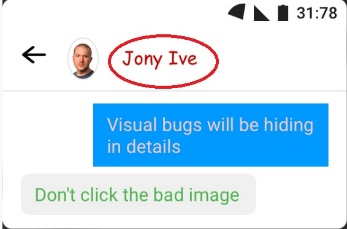 31:78
Jony Ive
Visual bugs will be hiding
in details
Don't click the bad image